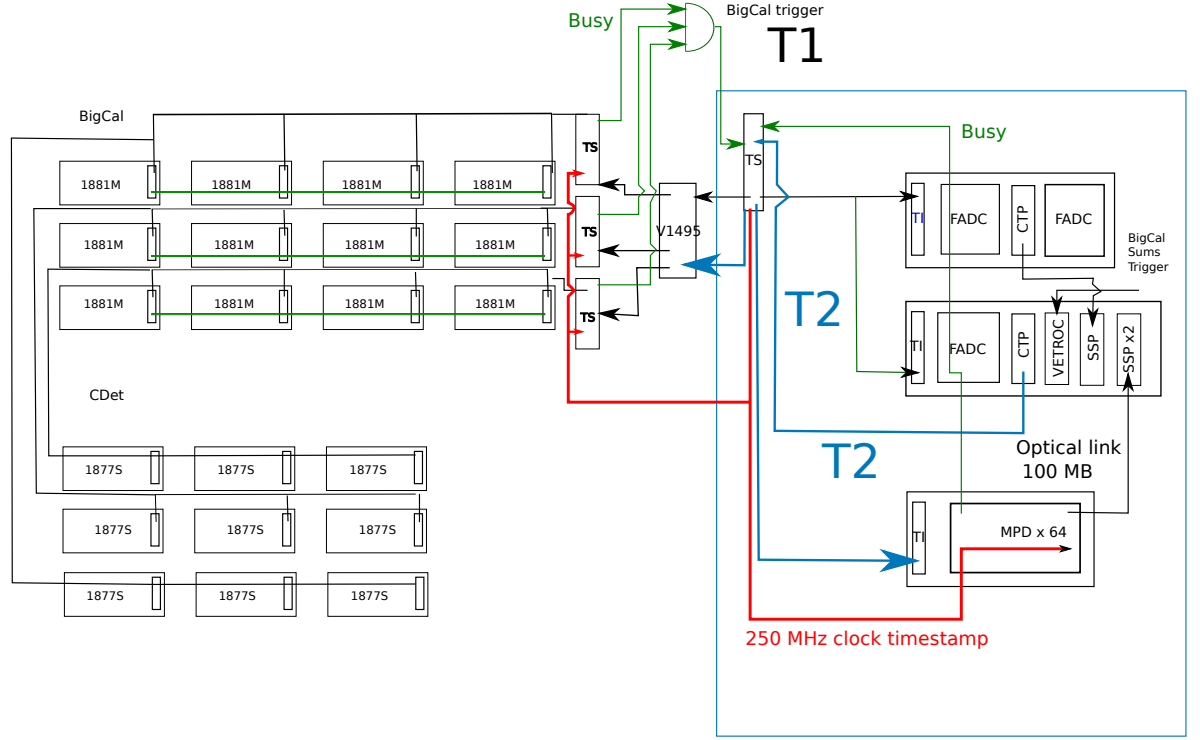 BigCal trigger
Busy
T1
BigCal
TS
TS
Busy
1881M
1881M
1881M
1881M
TI
FADC
CTP
FADC
1881M
1881M
1881M
1881M
TS
V1495
BigCal
Sums
Trigger
1881M
1881M
1881M
1881M
TS
T2
TI
FADC
CTP
VETROC
SSP
SSP x2
CDet
Optical link
100 MB
T2
1877S
1877S
1877S
1877S
1877S
1877S
TI
MPD x 64
1877S
1877S
1877S
250 MHz clock timestamp